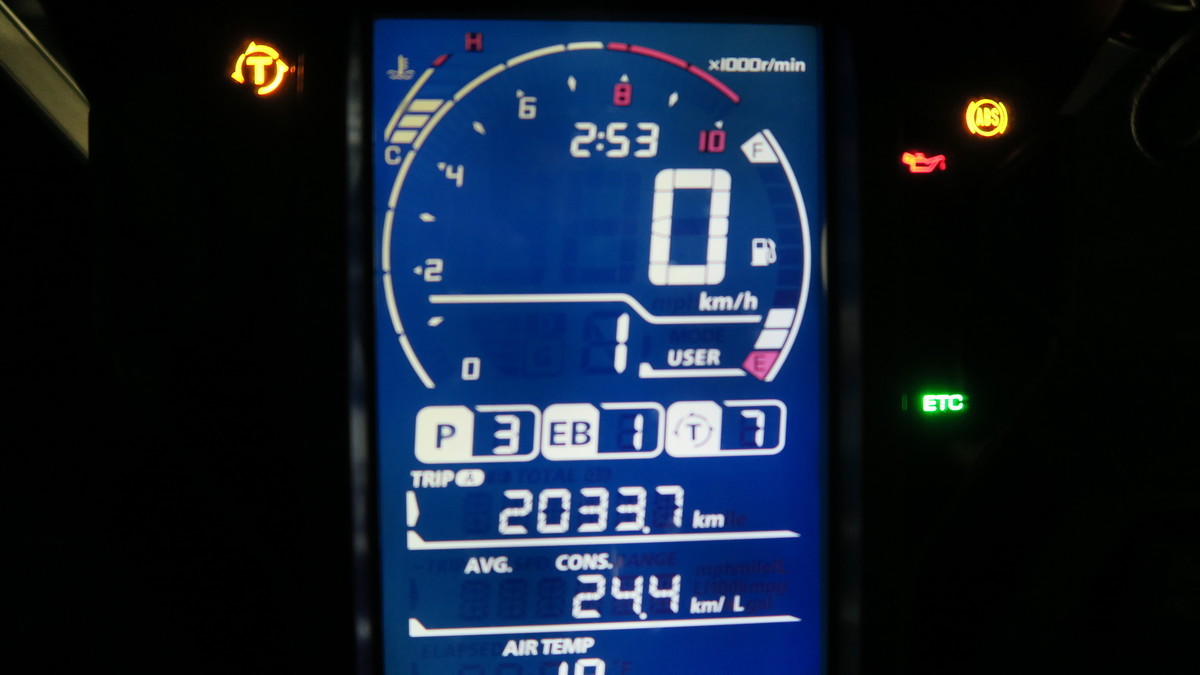 T
H
×1000r/min
6
8
ABS
2:53
10
F
C
4
0
2
km/h
1
MODE
USER
E
0
ETC
P 3 EB 1 T 7
TRIP A
2033.7 km
AVG. CONS.
24.4 km/ L
AIR TEMP